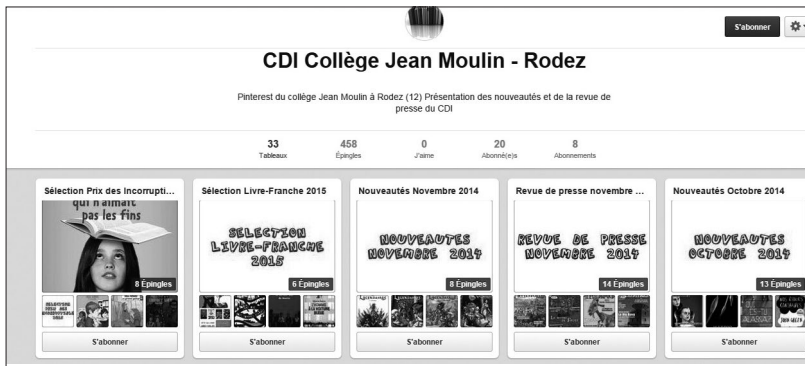 S'abonner
CDI Collège Jean Moulin - Rodez
Pinterest du collège Jean Moulin à Rodez (12) Présentation des nouveautés et de la revue de
presse du CDI
33 458 0 20 8
Tableaux Épingles J'aime Abonné(e)s Abonnements
Sélection Prix des Incorrupti...
qui n'aimait
pas les fins
8 Épingles
S'abonner
Sélection Livre-Franche 2015
SELECTION
LIVRE-FRANCHE
2015
6 Épingles
S'abonner
Nouveautés Novembre 2014
NOUVEAUTES
NOVEMBRE 2014
8 Épingles
S'abonner
Revue de presse novembre ...
REVUE DE PRESSE
NOVEMBRE 2014
14 Épingles
S'abonner
Nouveautés Octobre 2014
NOUVEAUTES
OCTOBRE 2014
13 Épingles
S'abonner